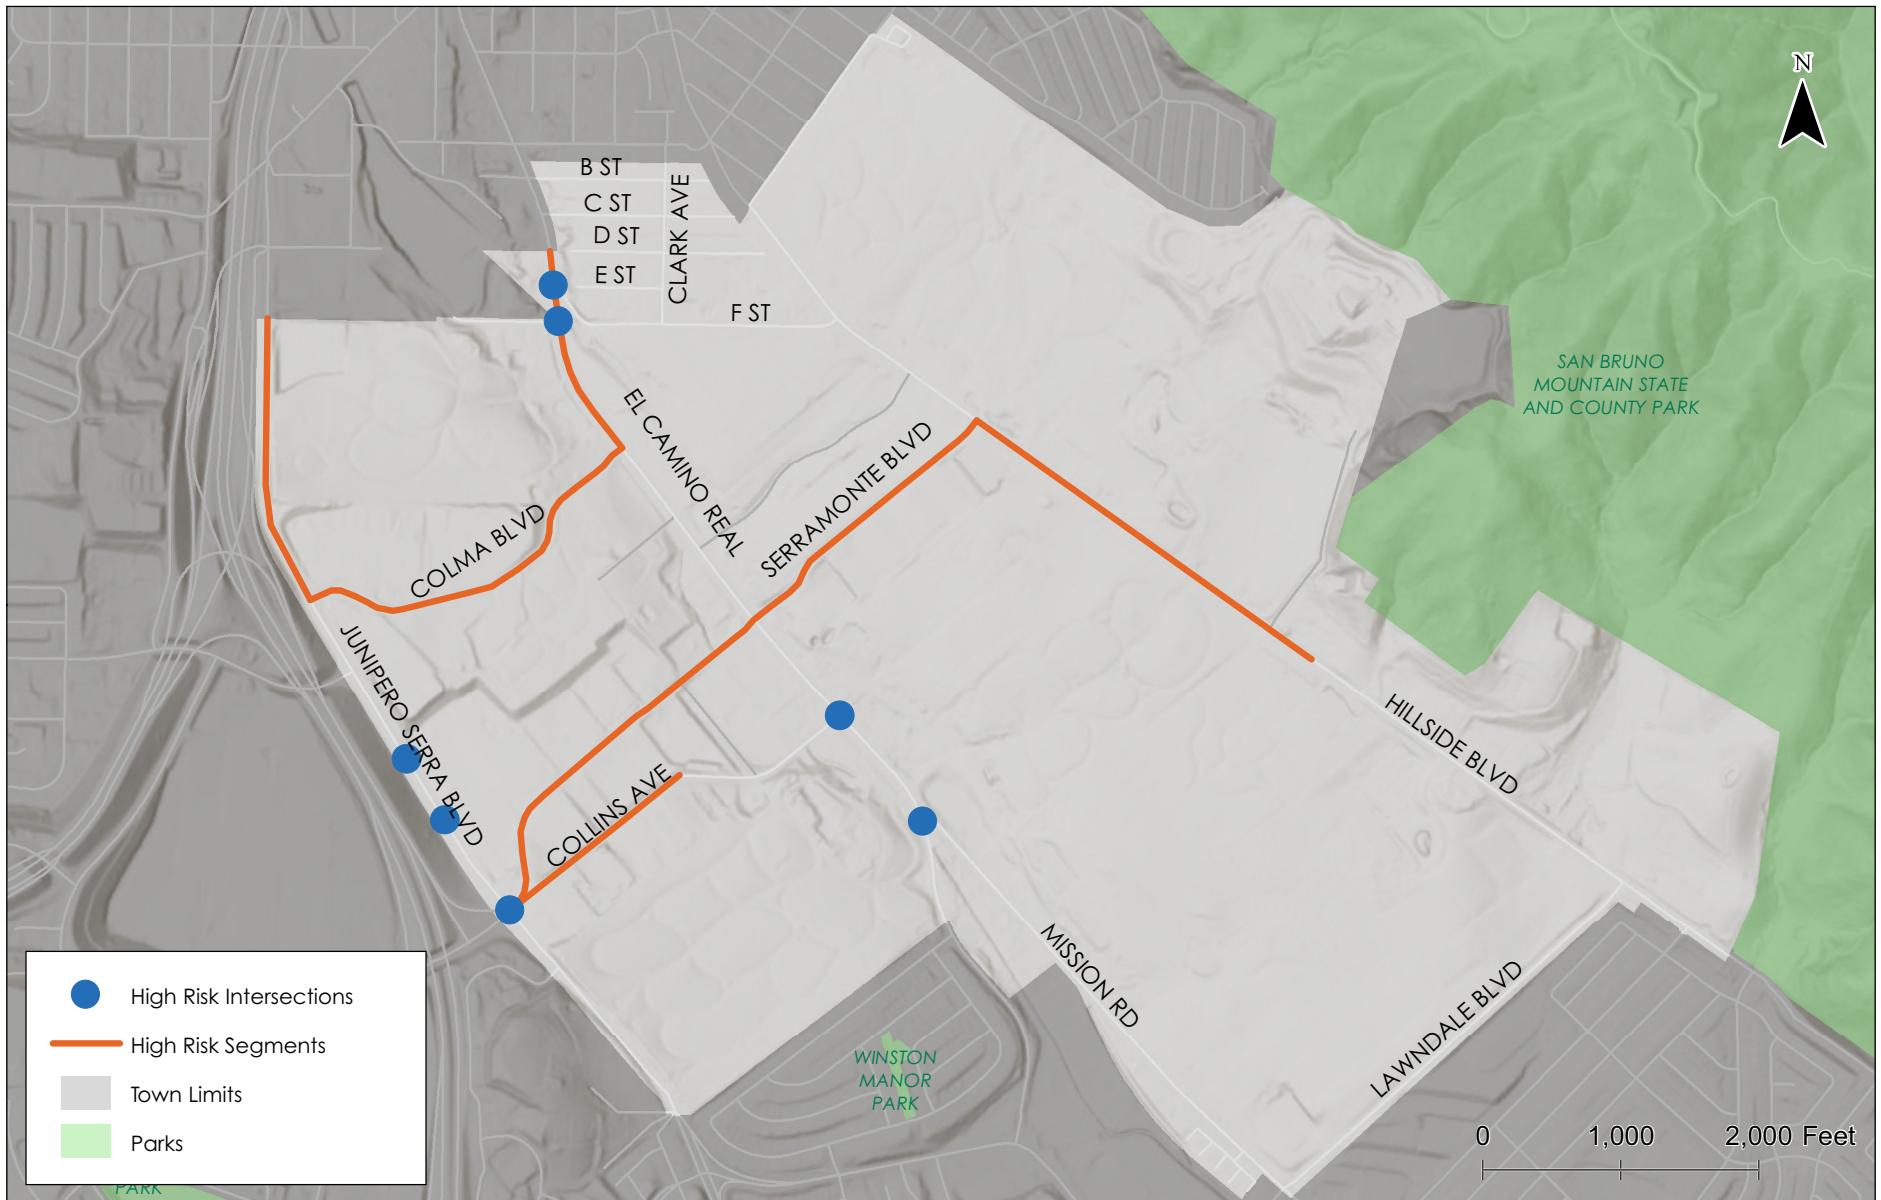 N
B ST
C ST
D ST
E ST
CLARK AVE
F ST
SAN BRUNO
MOUNTAIN STATE
AND COUNTY PARK
EL CAMINO REAL
SERRAMONTE BLVD
COLMA BLVD
JUNIPERO SERRA BLVD
HILLSIDE BLVD
COLLINS AVE
MISSION RD
LAWNDALE BLVD
WINSTON
MANOR
PARK
High Risk Intersections
High Risk Segments
Town Limits
Parks
PARK
0 1,000 2,000 Feet